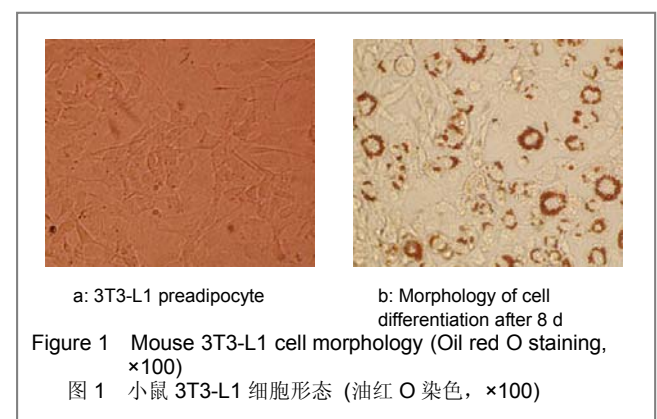 a: 3T3-L1 preadipocyte
b: Morphology of cell
differentiation after 8 d
Figure 1 Mouse 3T3-L1 cell morphology (Oil red O staining,
×100)
图 1 小鼠 3T3-L1 细胞形态 (油红 O 染色，×100)